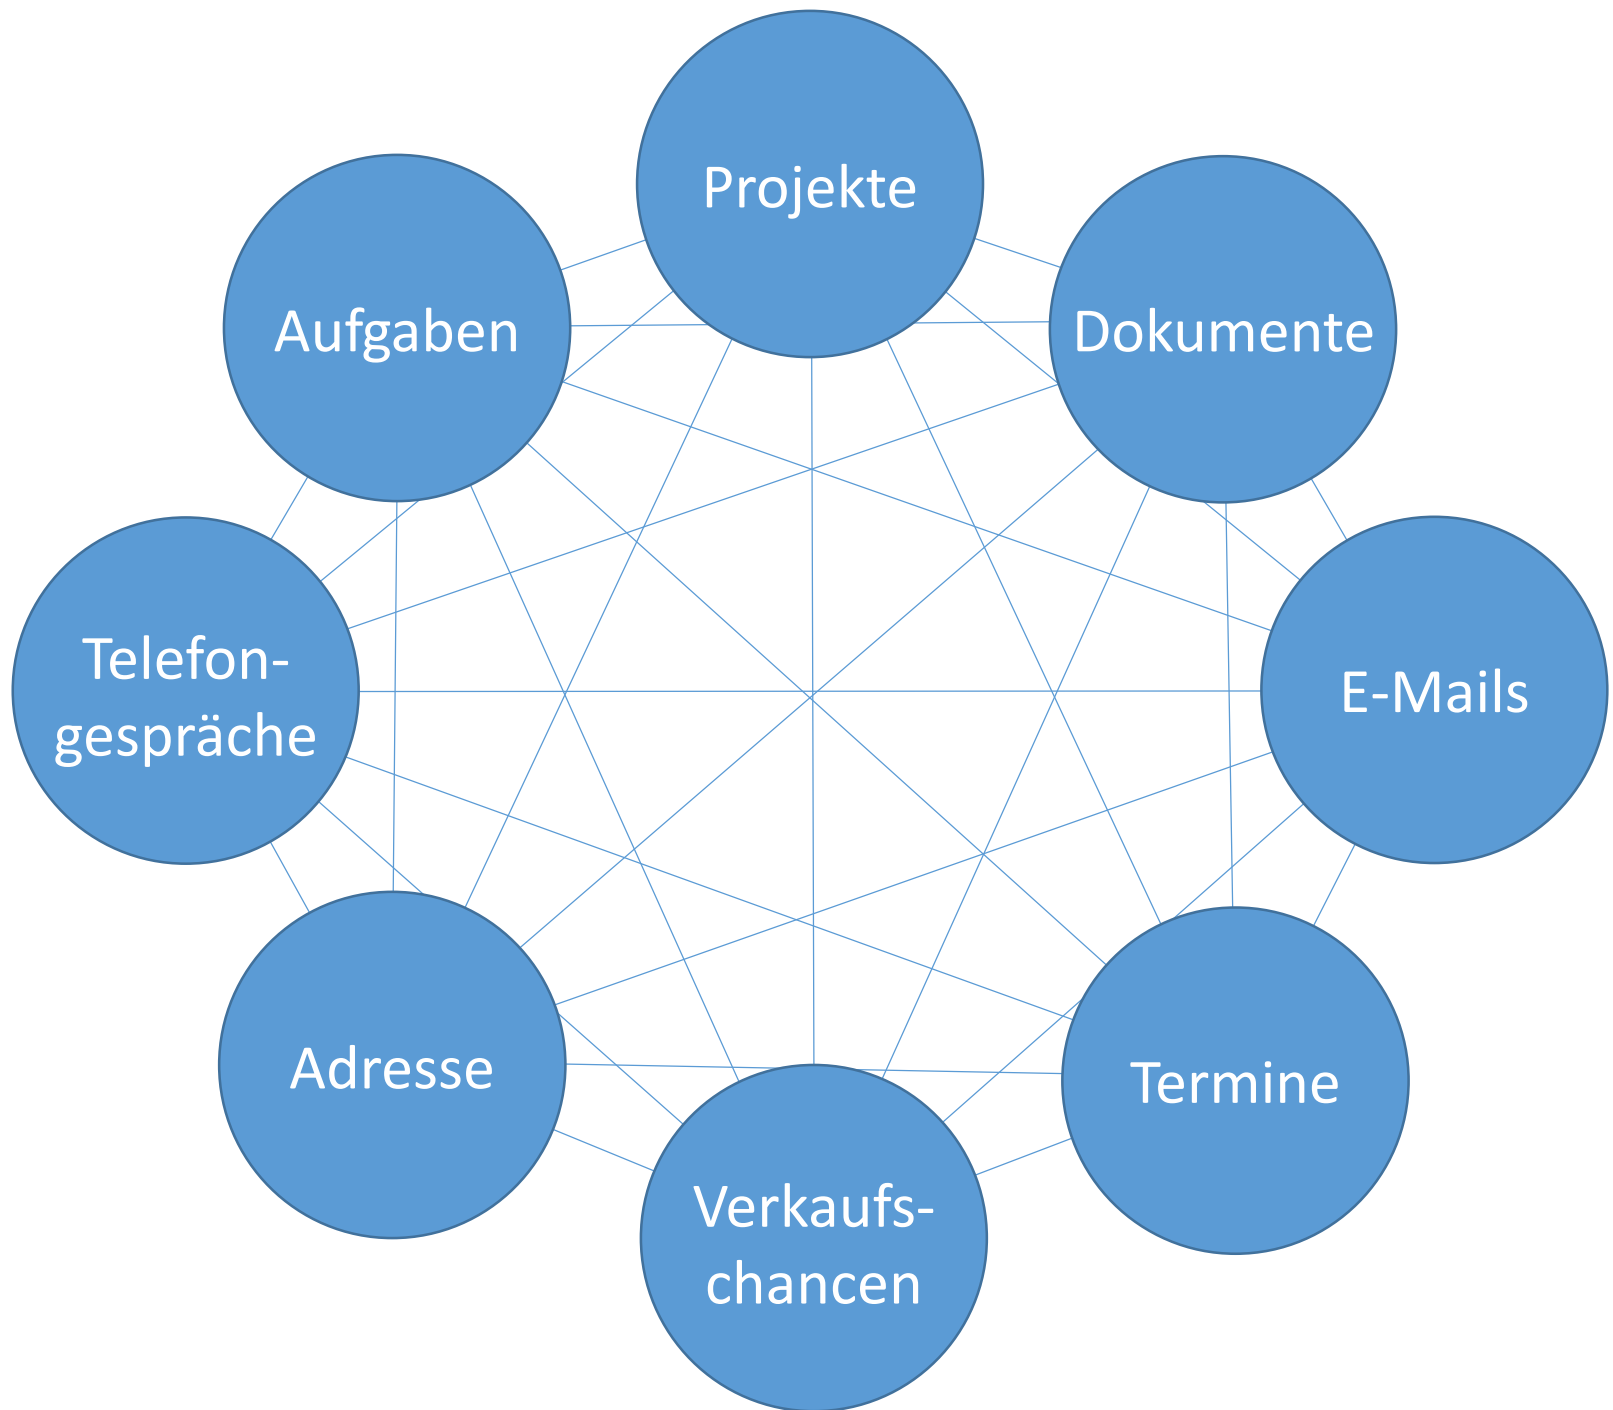 Projekte
Aufgaben
Dokumente
Telefon-
gespräche
E-Mails
Adresse
Termine
Verkaufs-
chancen